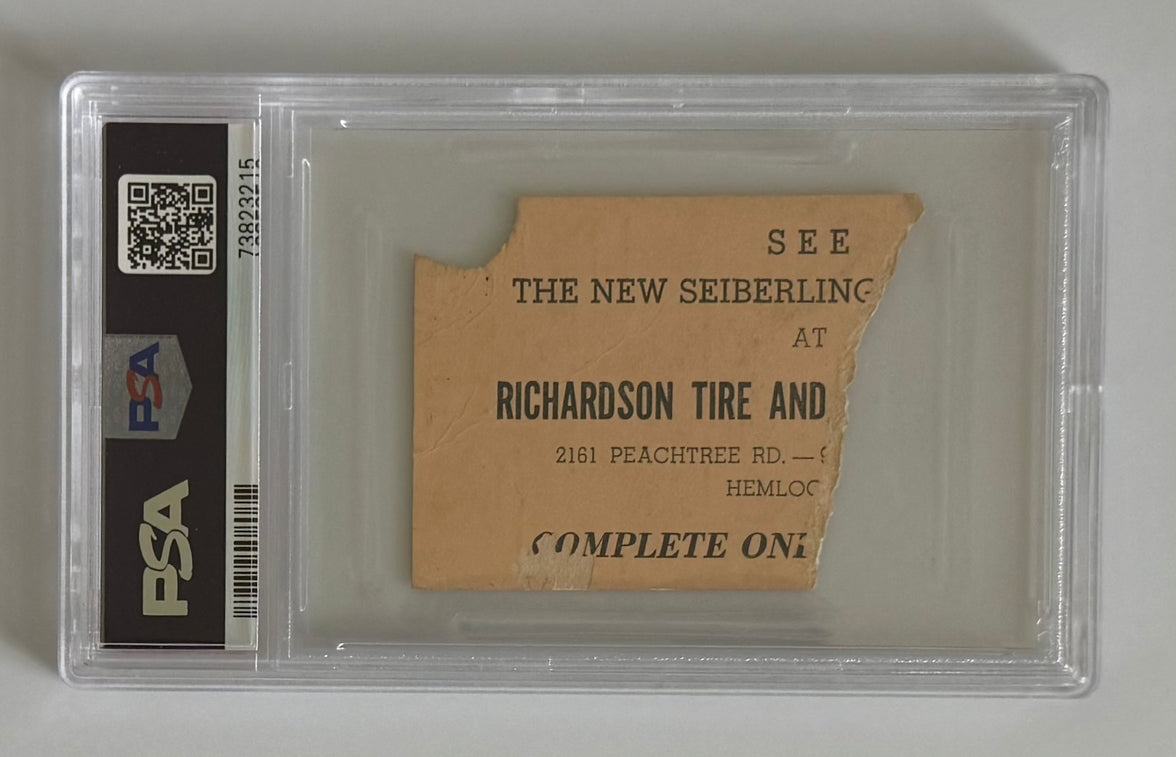 73823215
PSA
PSA
SEE
THE NEW SEIBERLING
AT
RICHARDSON TIRE AND
2161 PEACHTREE RD. —
HEMLOC
COMPLETE ON